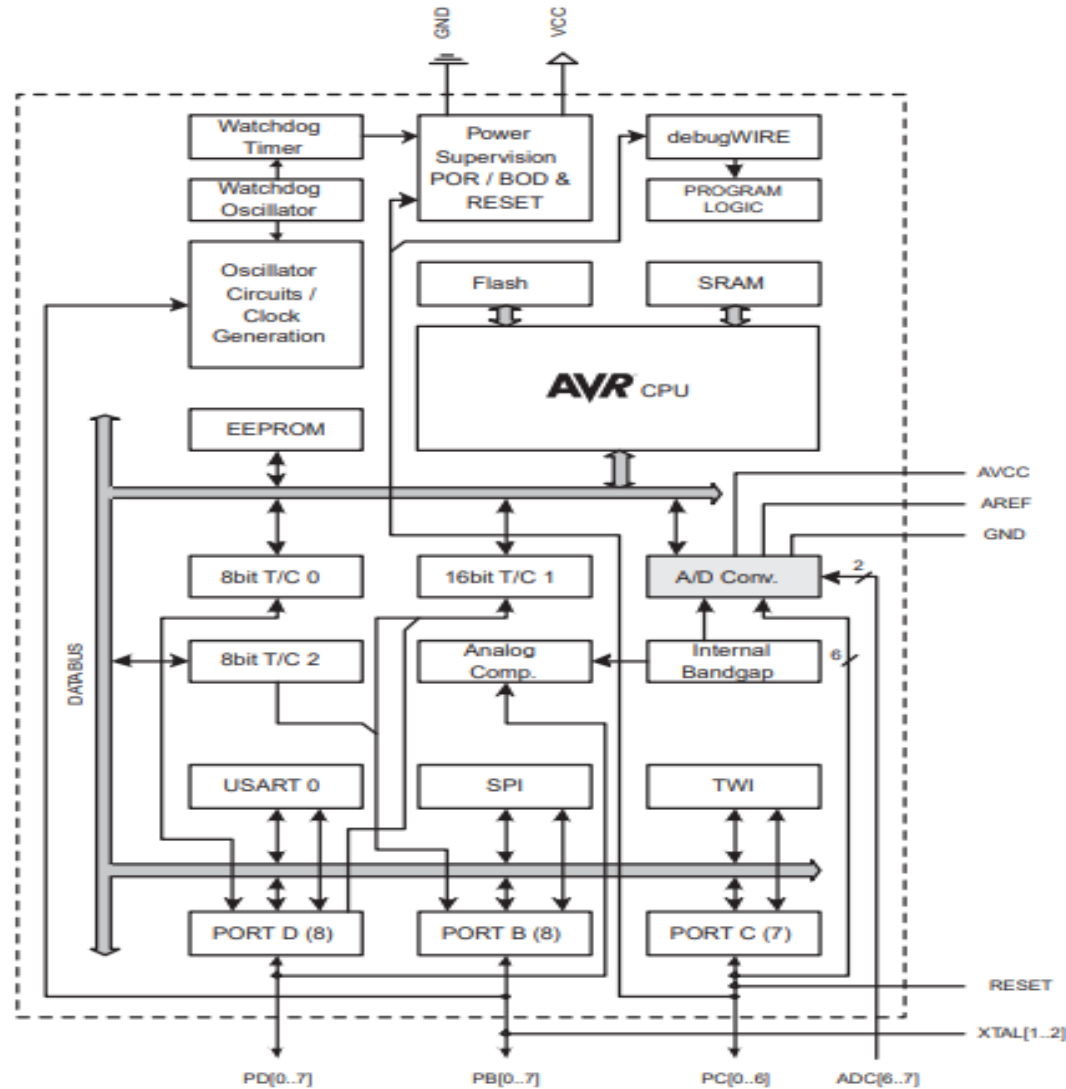 GND
VCC
Watchdog
Timer
Power
Supervision
POR / BOD &
RESET
debugWIRE
Watchdog
Oscillator
PROGRAM
LOGIC
Oscillator
Circuits /
Clock
Generation
Flash
SRAM
AVR CPU
EEPROM
AVCC
AREF
GND
8bit T/C 0
16bit T/C 1
A/D Conv.
2
DATABUS
8bit T/C 2
Analog
Comp.
Internal
Bandgap
6
USART 0
SPI
TWI
PORT D (8)
PORT B (8)
PORT C (7)
RESET
XTAL[1..2]
PD[0..7]
PB[0..7]
PC[0..6]
ADC[6..7]